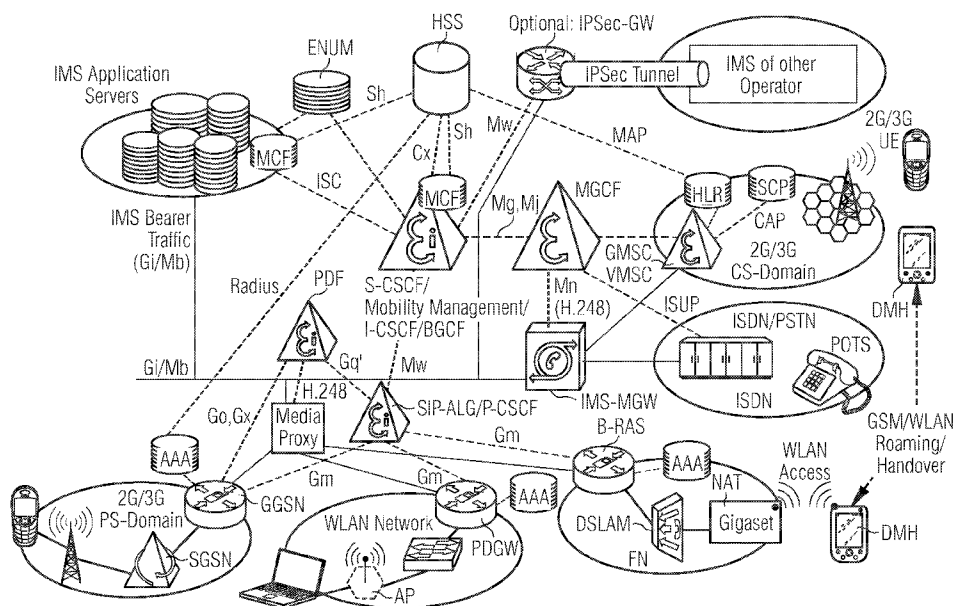 HSS
Optional: IPSec-GW
ENUM
IMS Application
Servers
IPSec Tunnel
IMS of other
Operator
Sh
Sh
Mw
MAP
2G/3G
UE
MCF
Cx
ISC
MCF
MGCF
HLR
SCP
IMS Bearer
Traffic
(Gi/Mb)
Mg,Mj
CAP
GMSC
VMSC
2G/3G
CS-Domain
Radius
PDF
S-CSCF/
Mobility Management/
I-CSCF/BGCF
Mn
(H.248)
ISUP
DMH
ISDN/PSTN
POTS
Gi/Mb
Gq'
Mw
ISDN
H.248
Go,Gx
Media
Proxy
SIP-ALG/P-CSCF
IMS-MGW
B-RAS
GSM/WLAN
Roaming/
Handover
AAA
Gm
WLAN
Access
AAA
2G/3G
PS-Domain
GGSN
Gm
Gm
AAA
NAT
WLAN Network
DSLAM
Gigaset
SGSN
PDGW
FN
DMH
AP